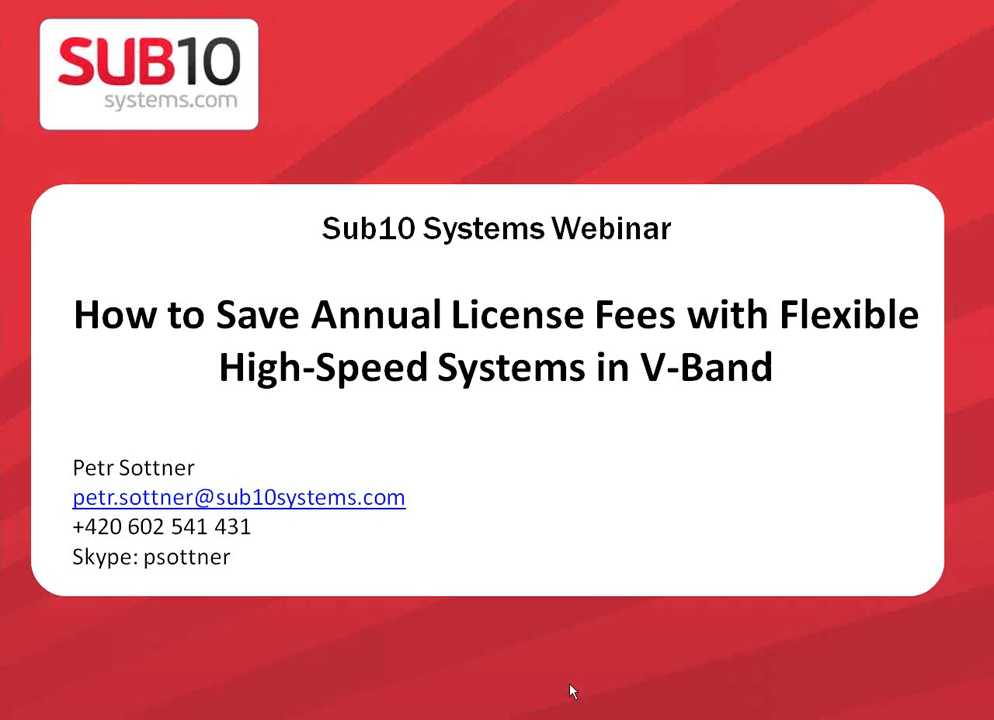 SUB10
systems.com
Sub10 Systems Webinar
How to Save Annual License Fees with Flexible
High-Speed Systems in V-Band
Petr Sottner
petr.sottner@sub10systems.com
+420 602 541 431
Skype: psottner